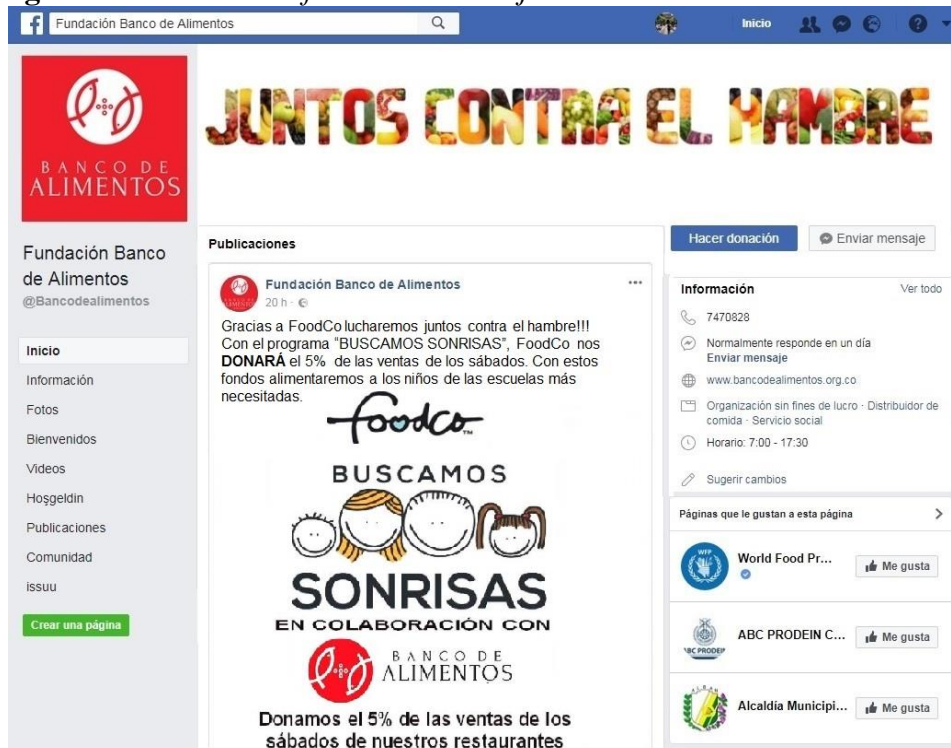 Fundación Banco de Alimentos
Inicio
BANCO DE
ALIMENTOS
JUNTOS CONTRA EL HAMBRE
Fundación Banco
de Alimentos
@Bancodealimentos
Inicio
Información
Fotos
Bienvenidos
Videos
Hoşgeldin
Publicaciones
Comunidad
issuu
Crear una página
Publicaciones
Fundación Banco de Alimentos
20 h ·
Gracias a FoodCo lucharemos juntos contra el hambre!!!
Con el programa "BUSCAMOS SONRISAS", FoodCo nos
DONARÁ el 5% de las ventas de los sábados. Con estos
fondos alimentaremos a los niños de las escuelas más
necesitadas.
foodco™
BUSCAMOS
SONRISAS
EN COLABORACIÓN CON
BANCO DE
ALIMENTOS
Donamos el 5% de las ventas de los
sábados de nuestros restaurantes
Hacer donación
Enviar mensaje
Información
Ver todo
7470828
Normalmente responde en un día
Enviar mensaje
www.bancodealimentos.org.co
Organización sin fines de lucro · Distribuidor de
comida · Servicio social
Horario: 7:00 - 17:30
Sugerir cambios
Páginas que le gustan a esta página
WFP
World Food Pr...
Me gusta
ABC PRODEIN
ABC PRODEIN C...
Me gusta
Alcaldía Municipi...
Me gusta